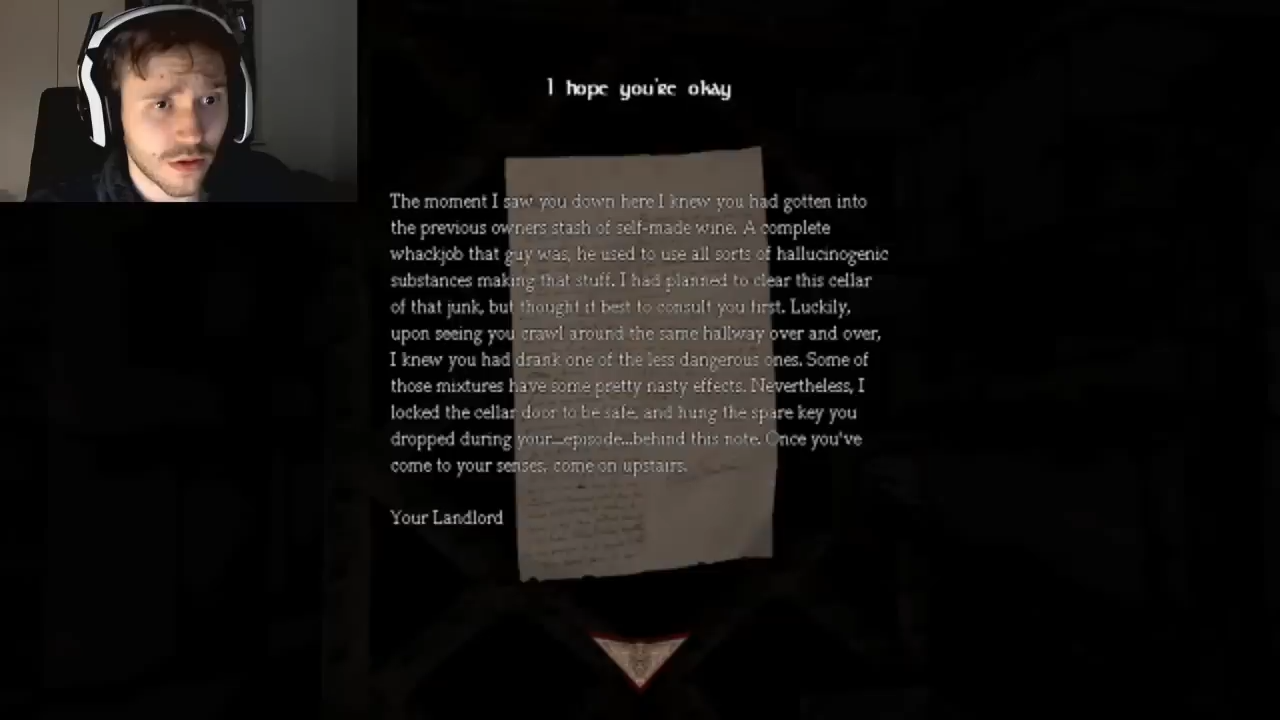 I hope you're okay
The moment I saw you down here I knew you had gotten into
the previous owners stash of self-made wine. A complete
whackjob that guy was, he used to use all sorts of hallucinogenic
substances making that stuff. I had planned to clear this cellar
of that junk, but thought it best to consult you first. Luckily,
upon seeing you crawl around the same hallway over and over,
I knew you had drank one of the less dangerous ones. Some of
those mixtures have some pretty nasty effects. Nevertheless, I
locked the cellar door to be safe, and hung the spare key you
dropped during your...episode...behind this note. Once you've
come to your senses, come on upstairs.
Your Landlord